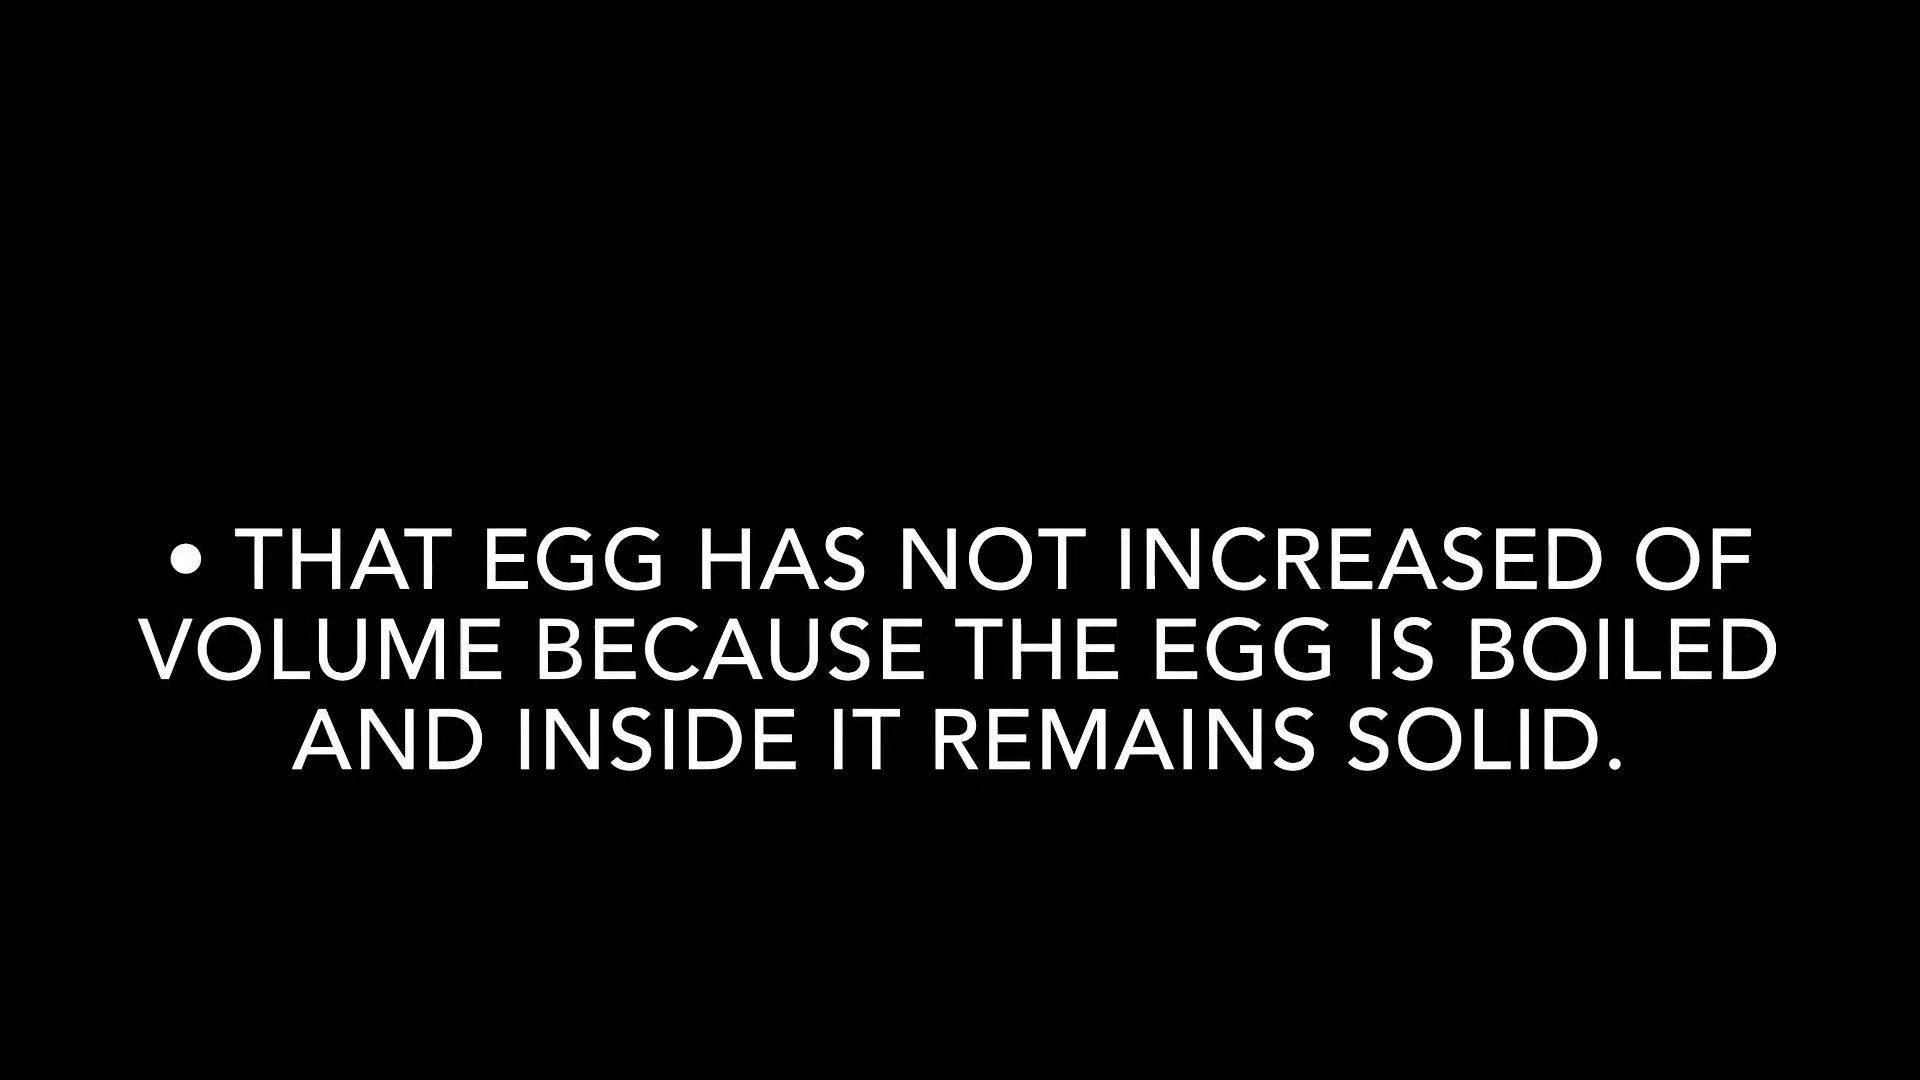 • THAT EGG HAS NOT INCREASED OF
VOLUME BECAUSE THE EGG IS BOILED
AND INSIDE IT REMAINS SOLID.